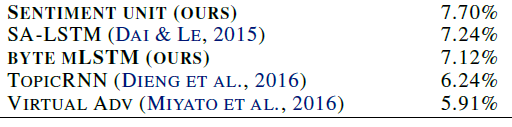 SENTIMENT UNIT (OURS) 7.70%
SA-LSTM (DAI & LE, 2015) 7.24%
BYTE MLSTM (OURS) 7.12%
TOPICRNN (DIENG ET AL., 2016) 6.24%
VIRTUAL ADV (MIYATO ET AL., 2016) 5.91%